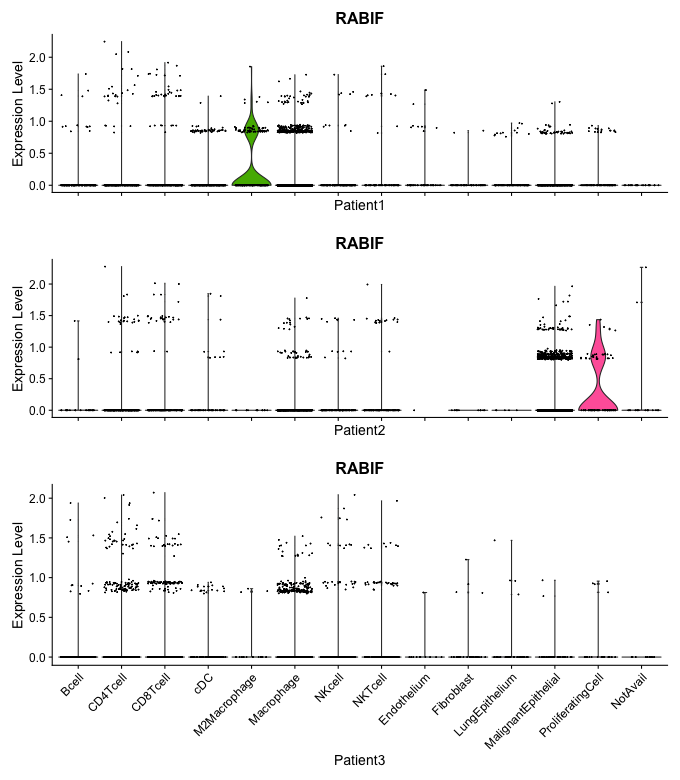 RABIF
Expression Level
2.0
1.5
1.0
0.5
0.0
Patient1
RABIF
Expression Level
2.0
1.5
1.0
0.5
0.0
Patient2
RABIF
Expression Level
2.0
1.5
1.0
0.5
0.0
Bcell
CD4Tcell
CD8Tcell
cDC
M2Macrophage
Macrophage
NKcell
NKTcell
Endothelium
Fibroblast
LungEpithelium
MalignantEpithelial
ProliferatingCell
NotAvail
Patient3